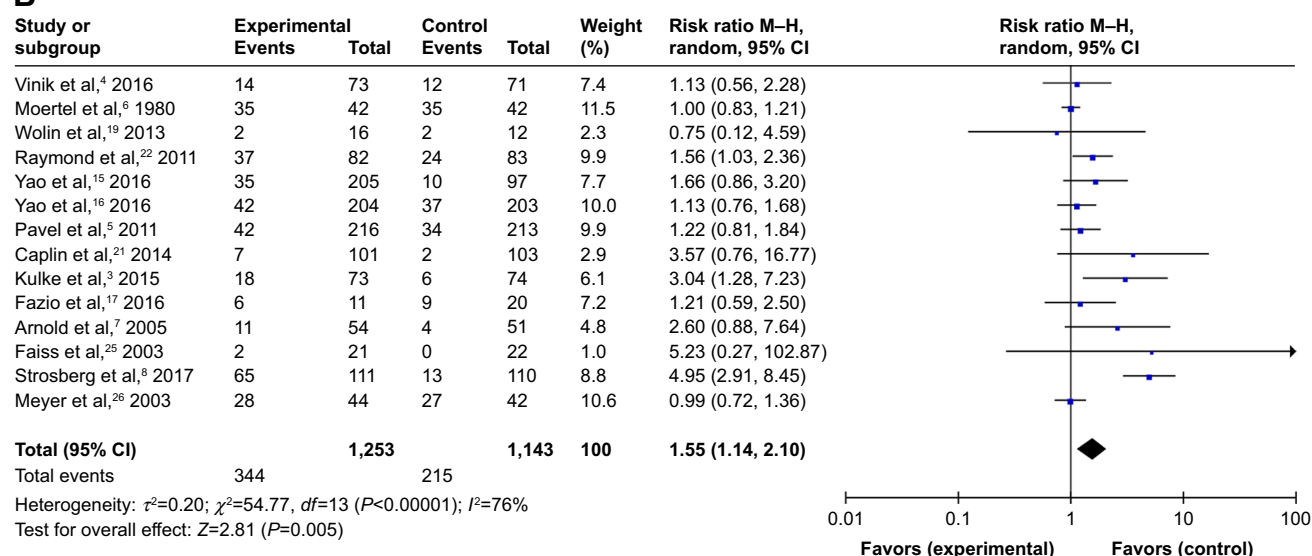 B
Study or subgroup Experimental Events Total Control Events Total Weight (%) Risk ratio M–H, random, 95% CI Risk ratio M–H, random, 95% CI
Vinik et al,4 2016 14 73 12 71 7.4 1.13 (0.56, 2.28)
Moertel et al,6 1980 35 42 35 42 11.5 1.00 (0.83, 1.21)
Wolin et al,19 2013 2 16 2 12 2.3 0.75 (0.12, 4.59)
Raymond et al,22 2011 37 82 24 83 9.9 1.56 (1.03, 2.36)
Yao et al,15 2016 35 205 10 97 7.7 1.66 (0.86, 3.20)
Yao et al,16 2016 42 204 37 203 10.0 1.13 (0.76, 1.68)
Pavel et al,5 2011 42 216 34 213 9.9 1.22 (0.81, 1.84)
Caplin et al,21 2014 7 101 2 103 2.9 3.57 (0.76, 16.77)
Kulke et al,3 2015 18 73 6 74 6.1 3.04 (1.28, 7.23)
Fazio et al,17 2016 6 11 9 20 7.2 1.21 (0.59, 2.50)
Arnold et al,7 2005 11 54 4 51 4.8 2.60 (0.88, 7.64)
Faiss et al,25 2003 2 21 0 22 1.0 5.23 (0.27, 102.87)
Strosberg et al,8 2017 65 111 13 110 8.8 4.95 (2.91, 8.45)
Meyer et al,26 2003 28 44 27 42 10.6 0.99 (0.72, 1.36)
Total (95% CI) 1,253 1,143 100 1.55 (1.14, 2.10)
Total events 344 215
Heterogeneity: τ²=0.20; χ²=54.77, df=13 (P<0.00001); I²=76%
Test for overall effect: Z=2.81 (P=0.005)
0.01 0.1 1 10 100
Favors (experimental) Favors (control)